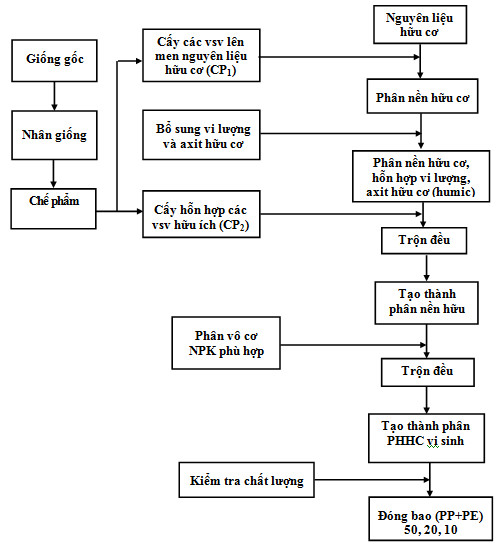 Nguyên liệu
hữu cơ
Giống gốc
Cấy các vsv lên
men nguyên liệu
hữu cơ (CP1)
Phân nền hữu cơ
Nhân giống
Bổ sung vi lượng
và axit hữu cơ
Phân nền hữu cơ,
hỗn hợp vi lượng,
axit hữu cơ (humic)
Chế phẩm
Cấy hỗn hợp các
vsv hữu ích (CP2)
Trộn đều
Tạo thành
phân nền hữu
Phân vô cơ
NPK phù hợp
Trộn đều
Tạo thành phân
PHHC vi sinh
Kiểm tra chất lượng
Đóng bao (PP+PE)
50, 20, 10